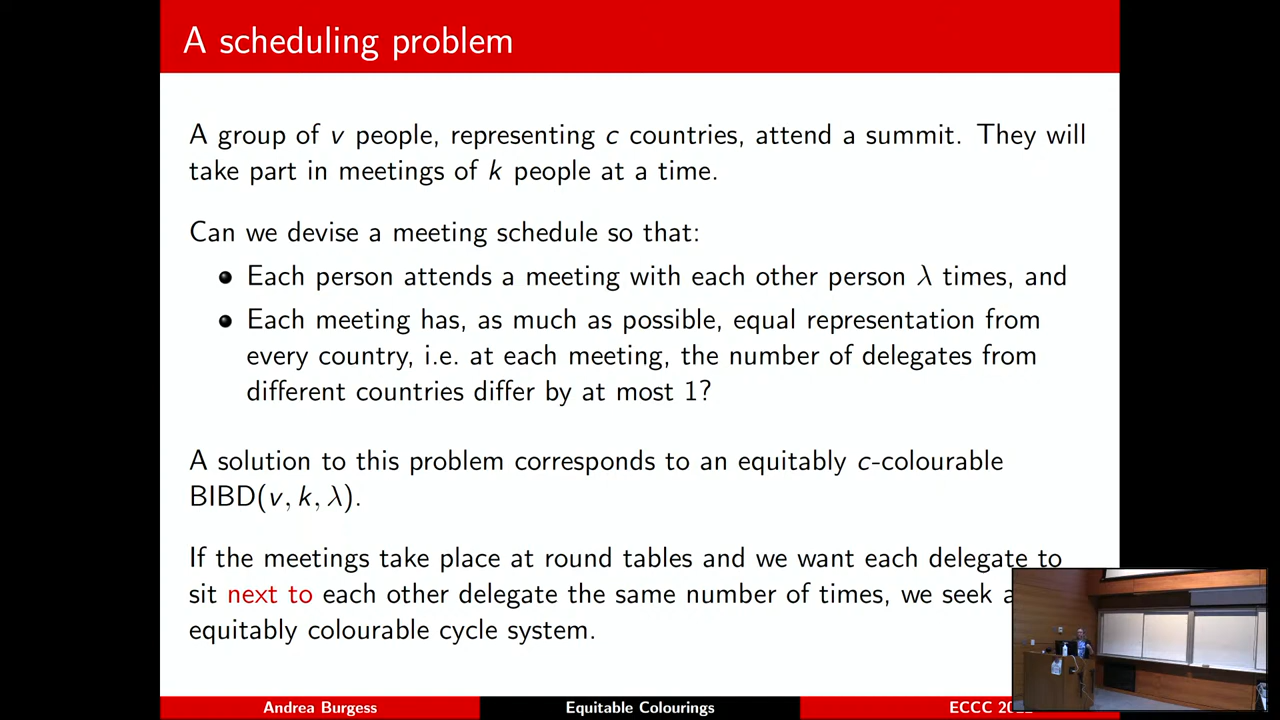 A scheduling problem
A group of v people, representing c countries, attend a summit. They will
take part in meetings of k people at a time.
Can we devise a meeting schedule so that:
Each person attends a meeting with each other person λ times, and
Each meeting has, as much as possible, equal representation from
every country, i.e. at each meeting, the number of delegates from
different countries differ by at most 1?
A solution to this problem corresponds to an equitably c-colourable
BIBD(v, k, λ).
If the meetings take place at round tables and we want each delegate to
sit next to each other delegate the same number of times, we seek a
equitably colourable cycle system.
Andrea Burgess
Equitable Colourings
ECCC